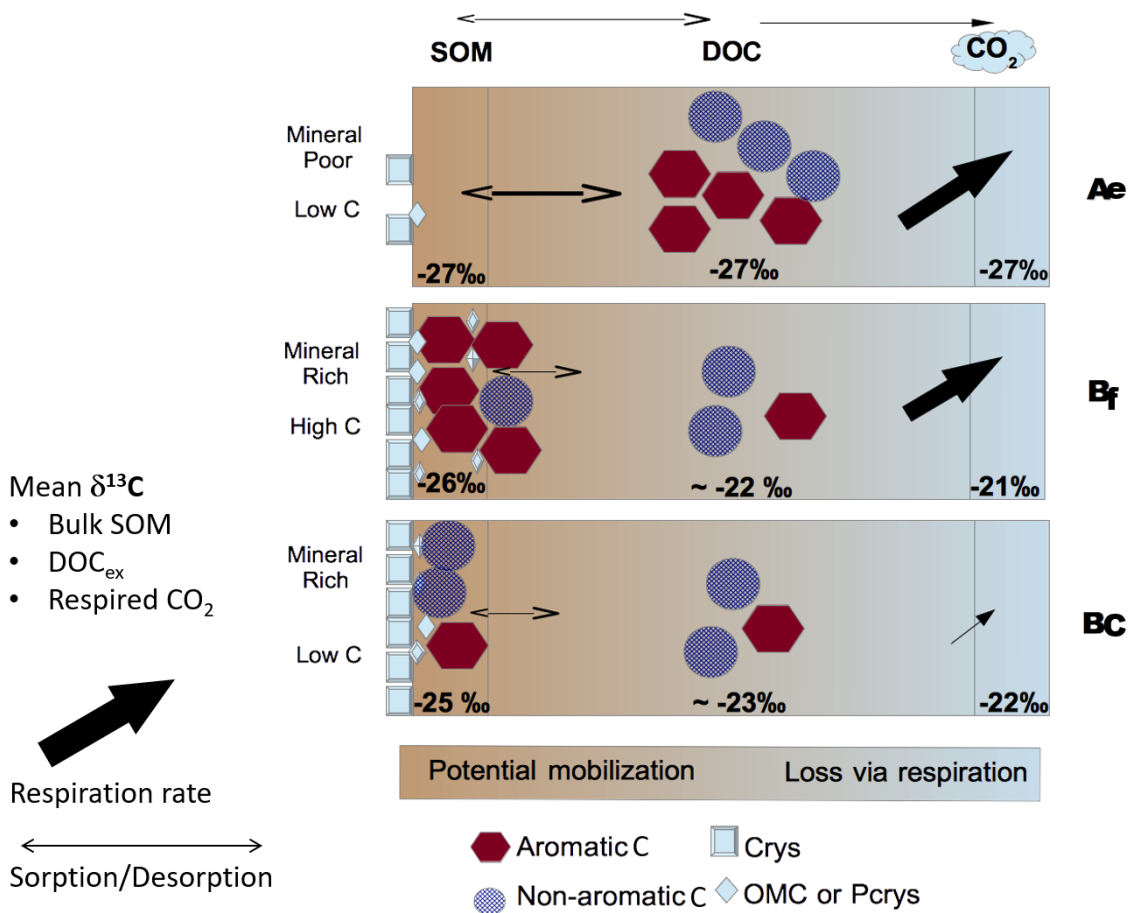 SOM
DOC
CO₂
Mineral
Poor
Low C
-27‰
-27‰
-27‰
Ae
Mineral
Rich
High C
-26‰
~ -22 ‰
-21‰
Bf
Mineral
Rich
Low C
-25 ‰
~ -23‰
-22‰
BC
Mean δ¹³C
• Bulk SOM
• DOCₑₓ
• Respired CO₂
Respiration rate
Sorption/Desorption
Potential mobilization
Loss via respiration
Aromatic C
Crys
Non-aromatic C
OMC or Pcrys